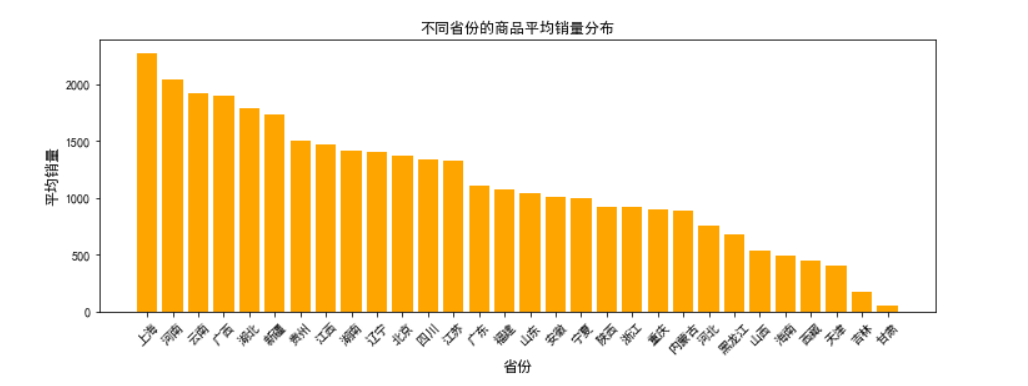 不同省份的商品平均销量分布
平均销量
2000
1500
1000
500
0
上海 河南 云南 广西 湖北 新疆 贵州 江西 湖南 辽宁 北京 四川 江苏 广东 福建 山东 安徽 宁夏 陕西 浙江 重庆 内蒙古 河北 黑龙江 山西 海南 西藏 天津 吉林 甘肃
省份